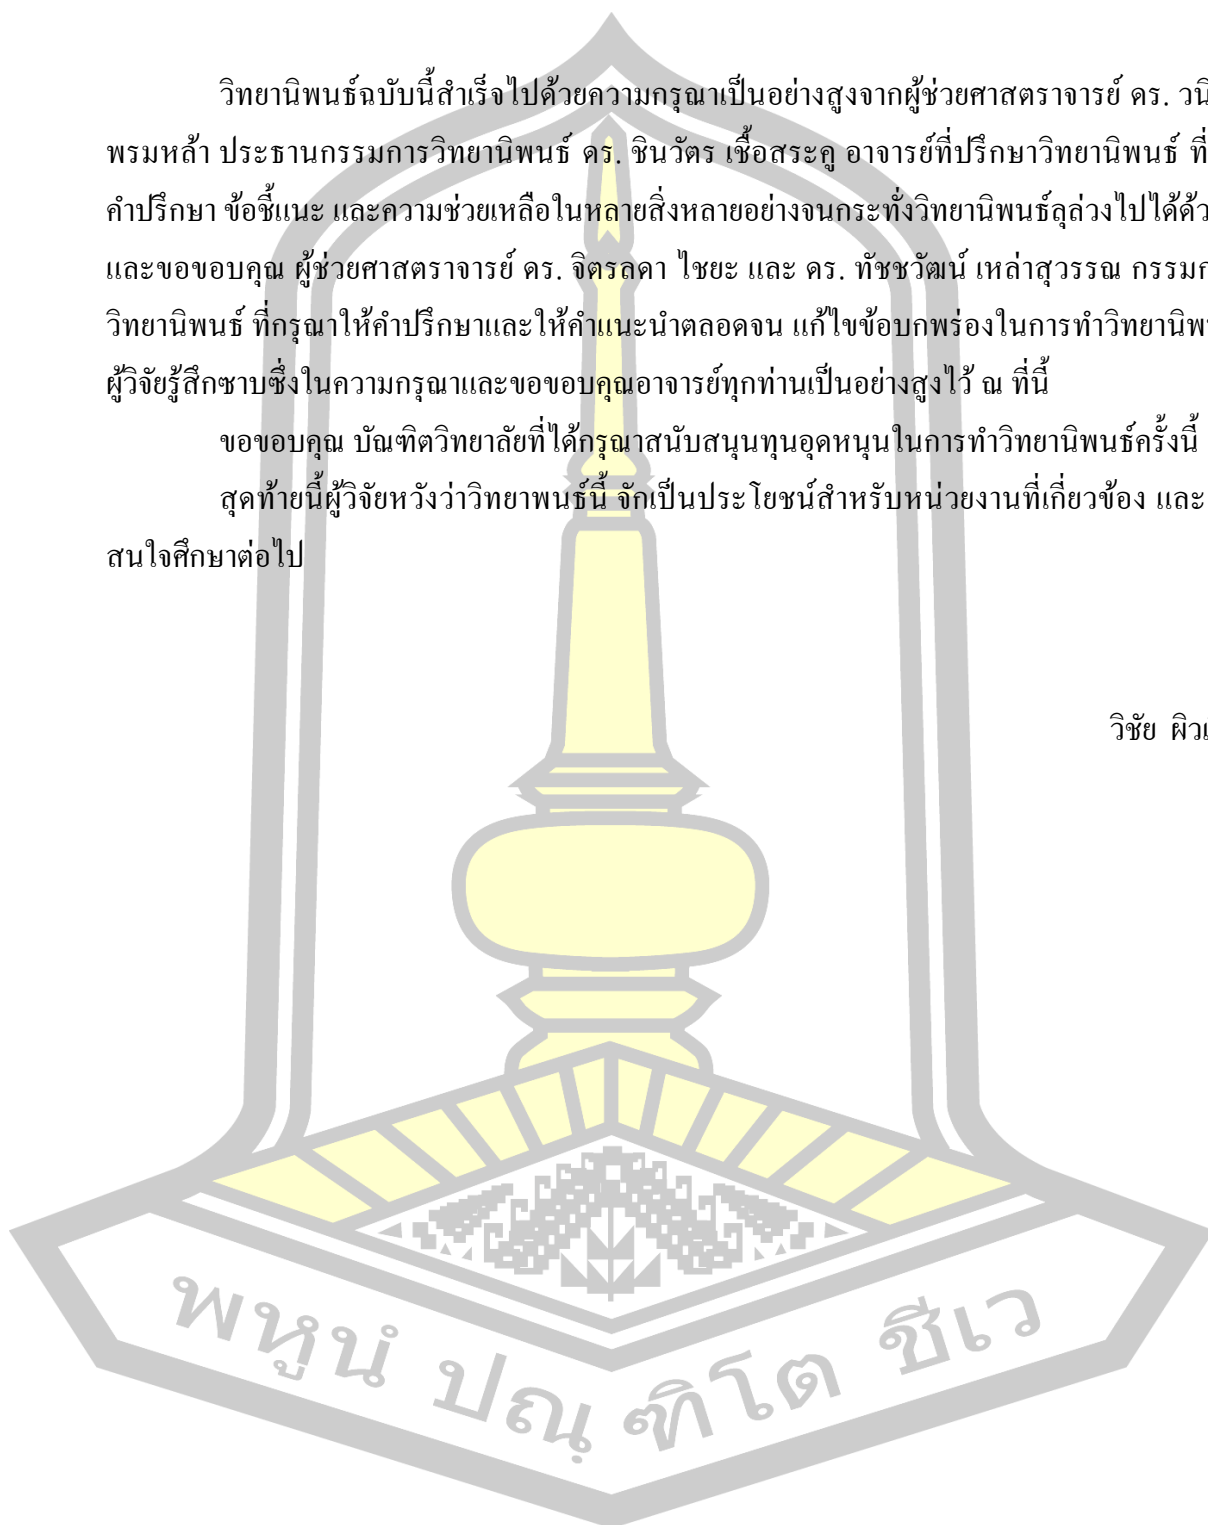 วิทยานิพนธ์ฉบับนี้สำเร็จไปด้วยความกรุณาเป็นอย่างสูงจากผู้ช่วยศาสตราจารย์ ดร.
พรมหล้า ประธานกรรมการวิทยานิพนธ์ ดร. ชินวัตร เชื้อสระคู อาจารย์ที่ปรึกษาวิทยานิพนธ์ ที่
คำปรึกษา ข้อชี้แนะ และความช่วยเหลือในหลายสิ่งหลายอย่างจนกระทั่งวิทยานิพนธ์ลุล่วงไปได้
และขอขอบคุณ ผู้ช่วยศาสตราจารย์ ดร. จิตรลดา ไชยะ และ ดร. ทัชชวัฒน์ เหล่าสุวรรณ
วิทยานิพนธ์ ที่กรุณาให้คำปรึกษาและให้คำแนะนำตลอดจน แก้ไขข้อบกพร่องในการทำ
ผู้วิจัยรู้สึกซาบซึ่งในความกรุณาและขอขอบคุณอาจารย์ทุกท่านเป็นอย่างสูงไว้ ณ ที่นี้
ขอขอบคุณ บัณฑิตวิทยาลัยที่ได้กรุณาสนับสนุนทุนอุดหนุนในการทำวิทยานิพนธ์ครั้งนี้
สุดท้ายนี้ผู้วิจัยหวังว่าวิทยาพนธ์นี้ จักเป็นประโยชน์สำหรับหน่วยงานที่เกี่ยวข้อง และ
สนใจศึกษาต่อไป
วิชัย
พหูนํ ปณฺ ฑิโต ชีเว